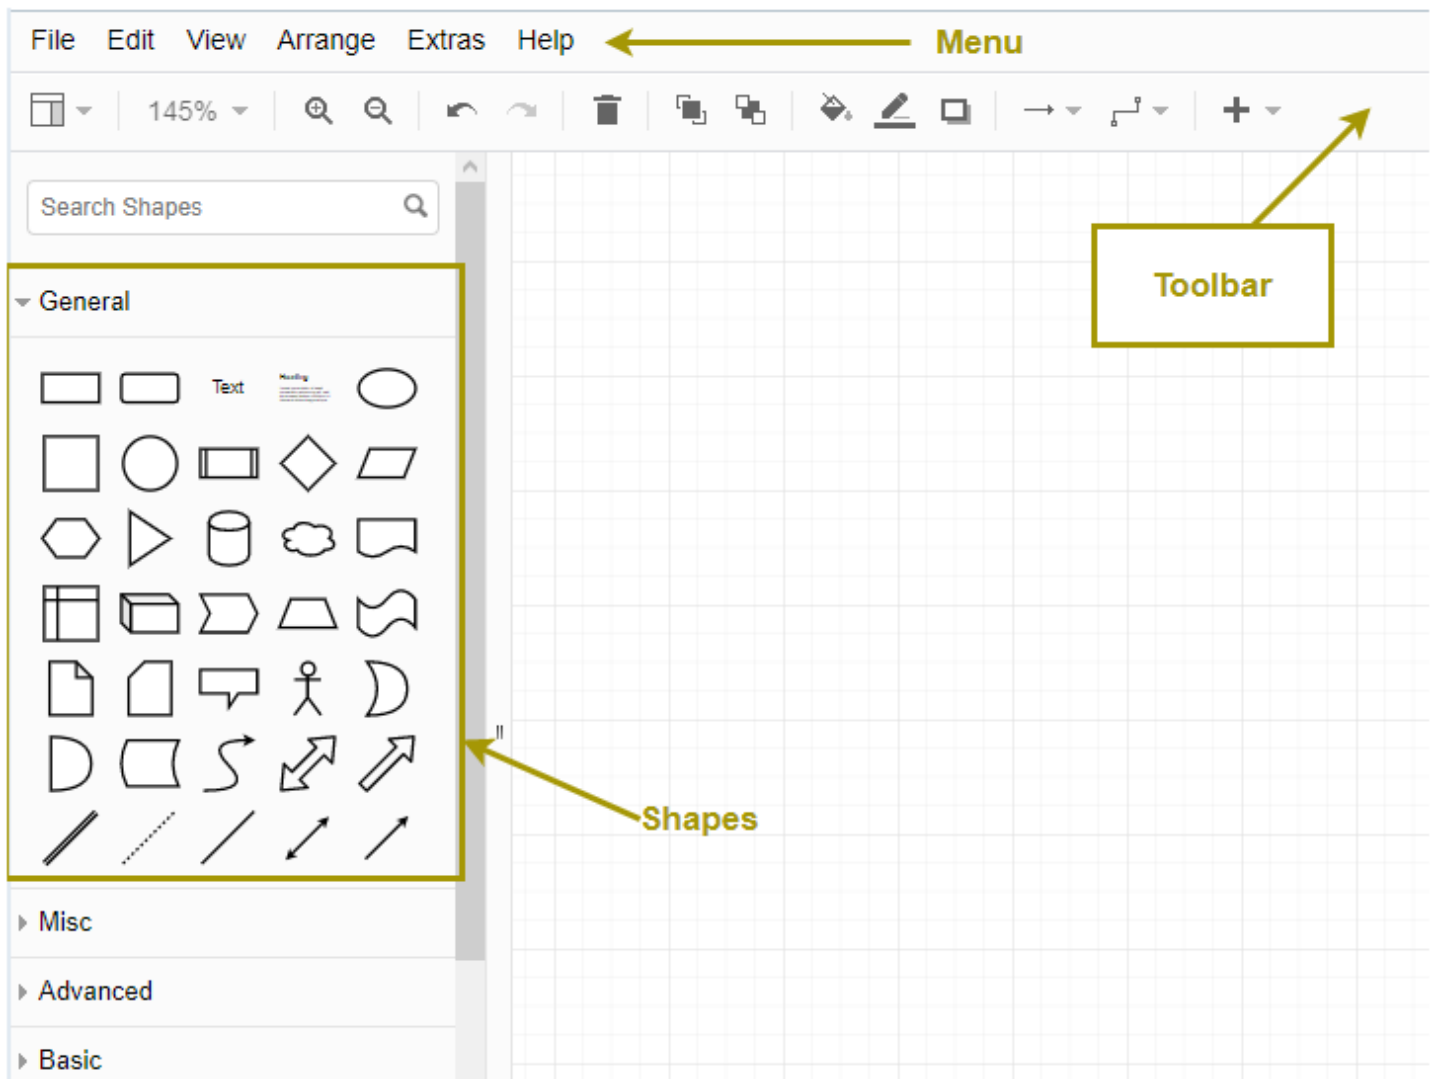 File Edit View Arrange Extras Help Menu
145%
Search Shapes
Toolbar
General
Text
Heading
Shapes
Misc
Advanced
Basic